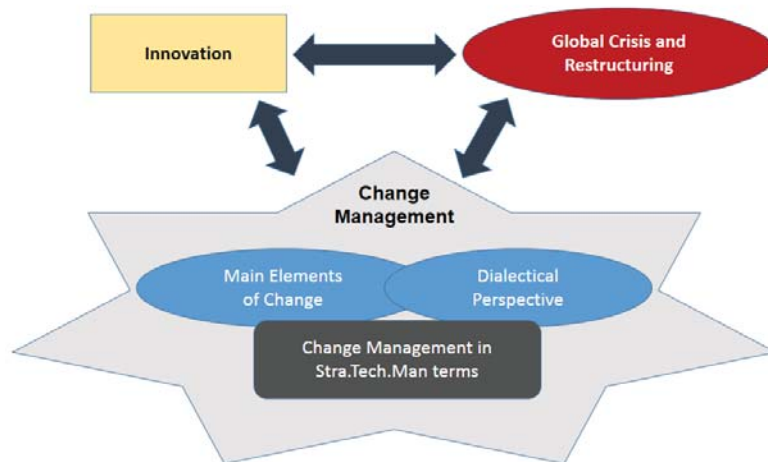 Innovation
Global Crisis and
Restructuring
Change
Management
Main Elements
of Change
Dialectical
Perspective
Change Management in
Stra.Tech.Man terms